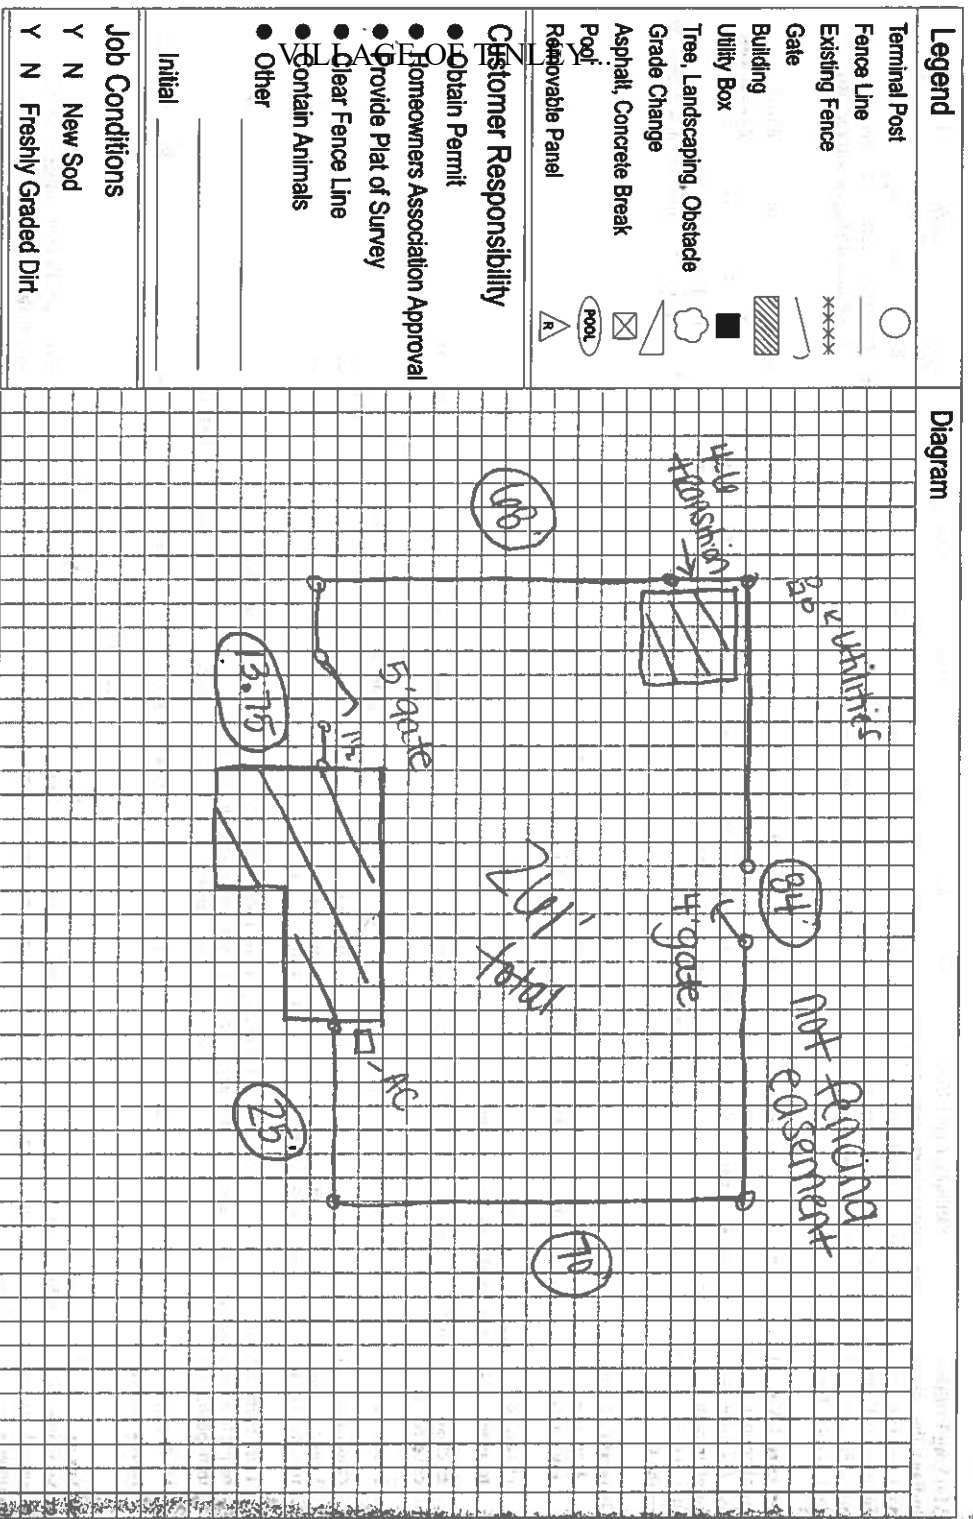 Legend
Terminal Post
Fence Line
Existing Fence
Gate
Building
Utility Box
Tree, Landscaping, Obstacle
Grade Change
Asphalt, Concrete Break
Pool
POOL
Removable Panel
R
Customer Responsibility
Obtain Permit
Homeowners Association Approval
Provide Plat of Survey
Clear Fence Line
Contain Animals
Other
VILLAGE OF TINLEY...
Initial
Job Conditions
Y N New Sod
Y N Freshly Graded Dirt
Diagram
utilities
4-6
transition
68'
84'
not fencing
easement
4' gate
total
5' gate
13.75
AC
25'
70'